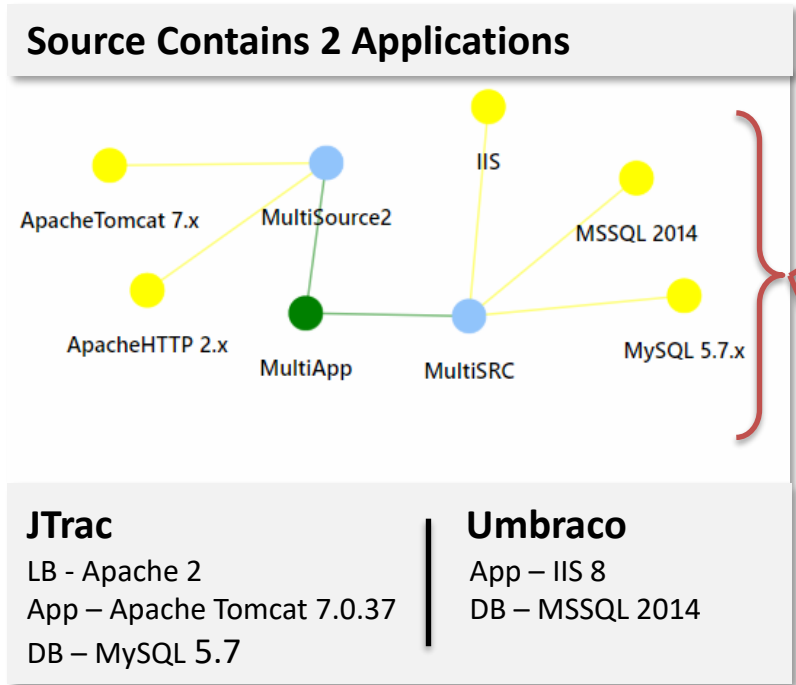 Source Contains 2 Applications
IIS
ApacheTomcat 7.x
MultiSource2
MSSQL 2014
ApacheHTTP 2.x
MultiApp
MultiSRC
MySQL 5.7.x
JTrac
LB - Apache 2
App – Apache Tomcat 7.0.37
DB – MySQL 5.7
Umbraco
App – IIS 8
DB – MSSQL 2014